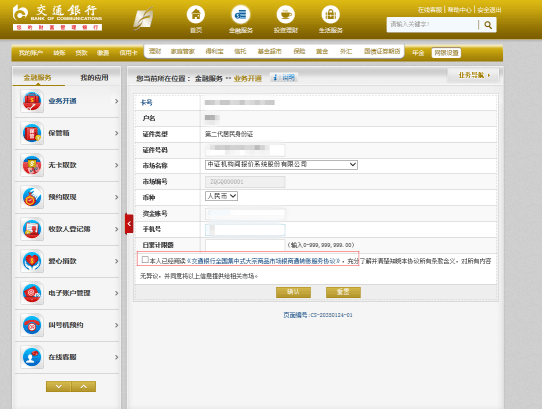 交通银行
BANK OF COMMUNICATIONS
您的财富管理银行
首页
金融服务
投资理财
生活服务
在线客服 | 帮助中心 | 安全退出
请输入关键字
我的账户 转账 贷款 缴费 信用卡 理财 家庭管家 得利宝 信托 基金超市 保险 黄金 外汇 国债证券期货 年金 网银设置
金融服务 我的应用
业务开通
保管箱
无卡取款
预约取现
收款人登记簿
爱心捐款
电子账户管理
叫号机预约
在线客服
您当前所在位置：金融服务 -- 业务开通 说明
业务导航
卡号
户名
证件类型 第二代居民身份证
证件号码
市场名称 中证机构间报价系统股份有限公司
市场编号 ZQGQ000001
币种 人民币
资金账号
手机号
日累计限额 (输入0-999,999,999.00)
本人已经阅读《交通银行全国集中式大宗商品市场银商通转账服务协议》，充分了解并清楚知晓本协议所有条款含义，对所有内容
无异议，并同意将以上信息提供给相关市场。
确认 重置
页面编号:CS-20330124-01